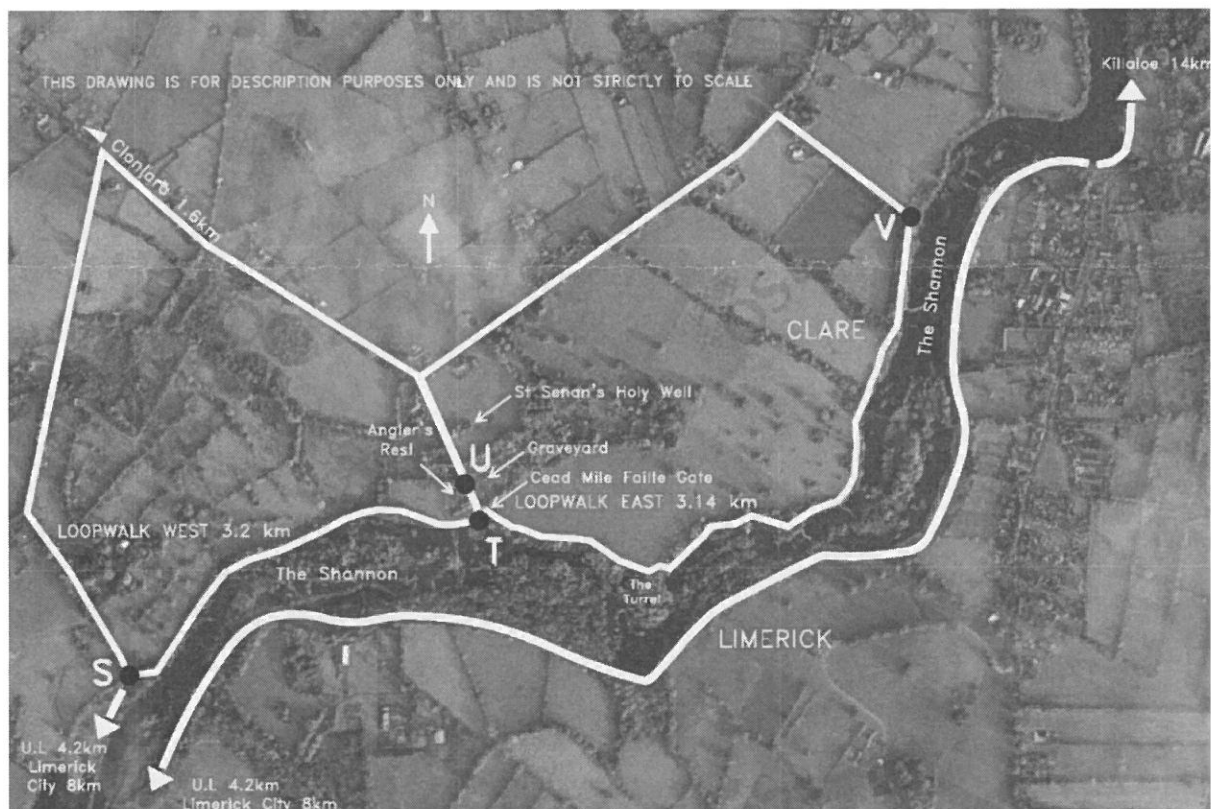 Killaloe 14km
THIS DRAWING IS FOR DESCRIPTION PURPOSES ONLY AND IS NOT STRICTLY TO SCALE
Clonlara 1.6km
N
V
The Shannon
CLARE
St Senan's Holy Well
Angler's
Rest
U
Graveyard
Cead Mile Failte Gate
LOOPWALK EAST 3.14 km
LOOPWALK WEST 3.2 km
T
The Shannon
The
Turret
LIMERICK
S
U.L 4.2km
Limerick
City 8km
U.L 4.2km
Limerick City 8km